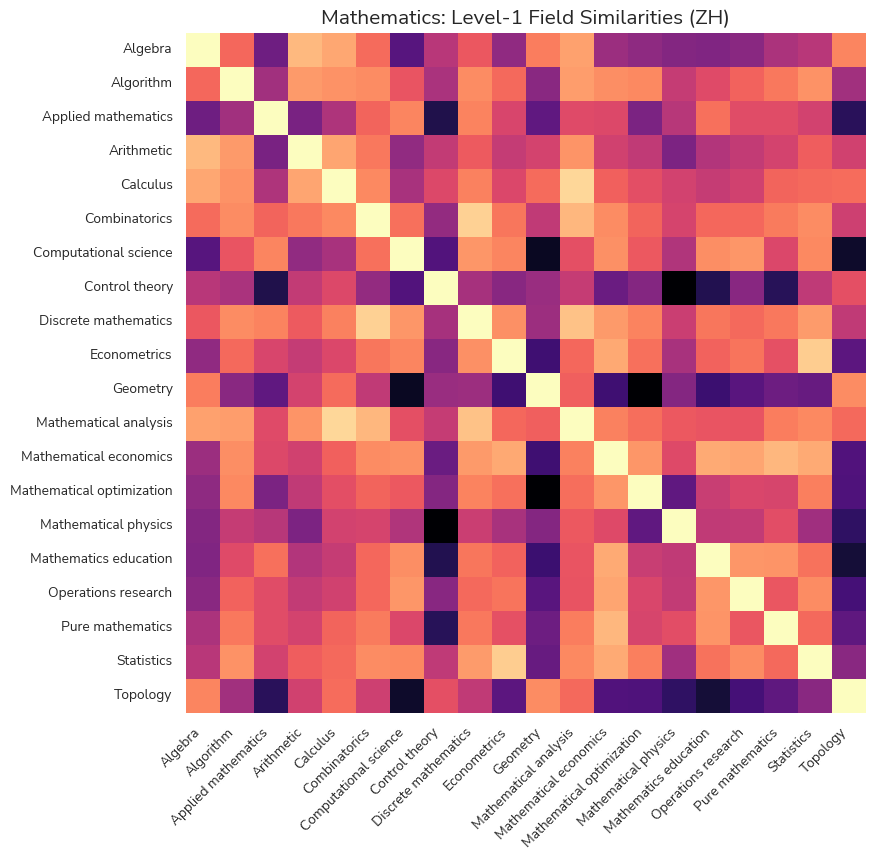 Mathematics: Level-1 Field Similarities (ZH)
Algebra
Algorithm
Applied mathematics
Arithmetic
Calculus
Combinatorics
Computational science
Control theory
Discrete mathematics
Econometrics
Geometry
Mathematical analysis
Mathematical economics
Mathematical optimization
Mathematical physics
Mathematics education
Operations research
Pure mathematics
Statistics
Topology
Algebra
Algorithm
Applied mathematics
Arithmetic
Calculus
Combinatorics
Computational science
Control theory
Discrete mathematics
Econometrics
Geometry
Mathematical analysis
Mathematical economics
Mathematical optimization
Mathematical physics
Mathematics education
Operations research
Pure mathematics
Statistics
Topology